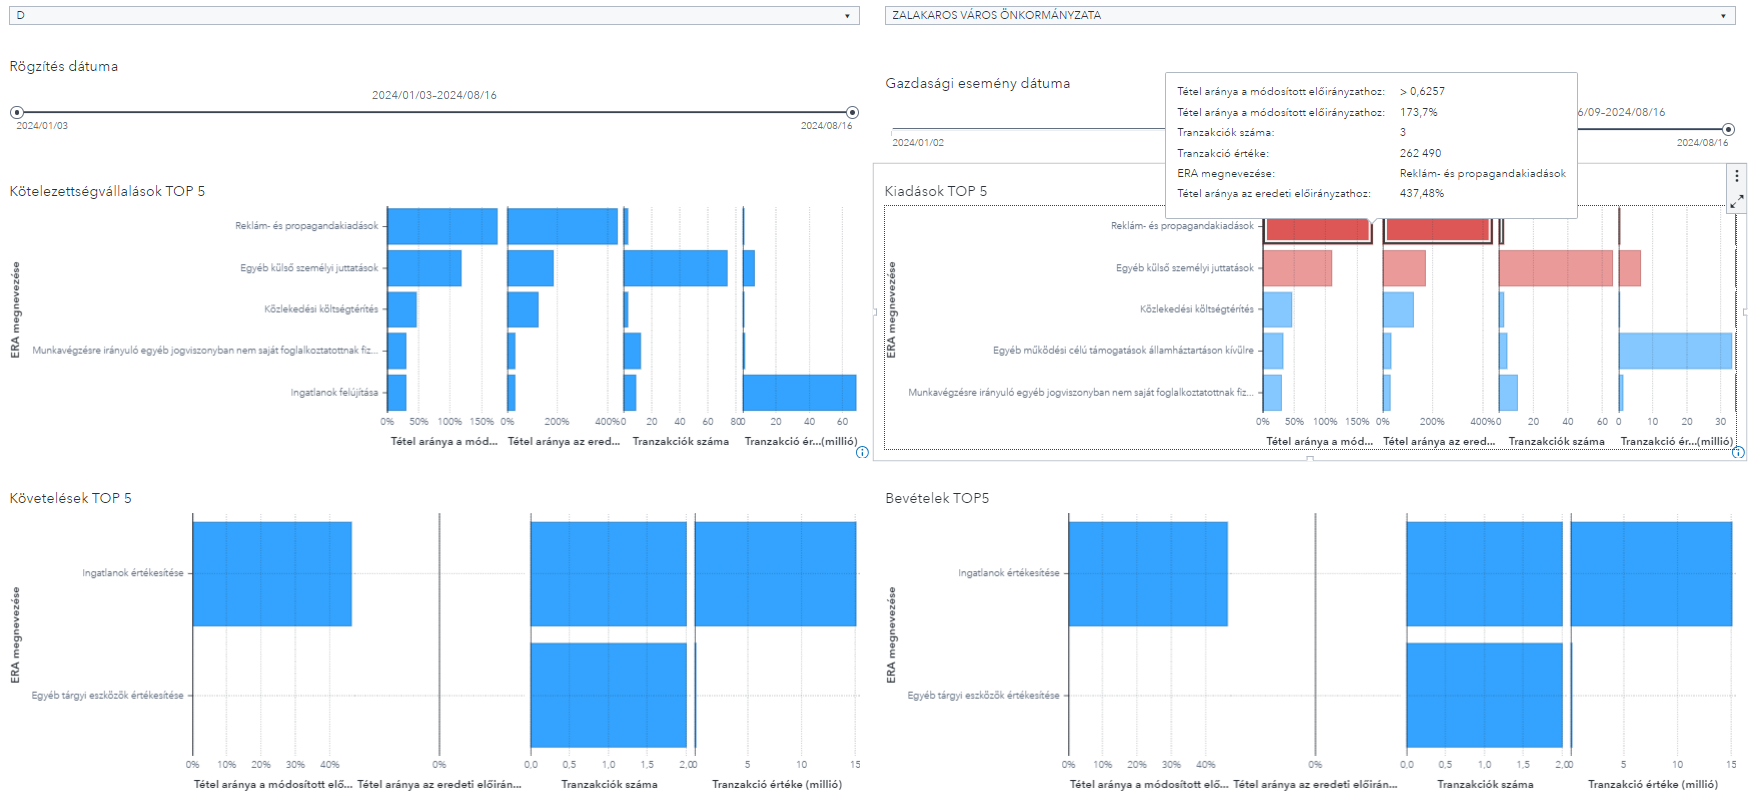 D
ZALAKAROS VÁROS ÖNKORMÁNYZATA
Rögzítés dátuma
2024/01/03–2024/08/16
2024/01/03
2024/08/16
Gazdasági esemény dátuma
6/09–2024/08/16
2024/01/02
2024/08/16
Tétel aránya a módosított előirányzathoz: > 0,6257
Tétel aránya a módosított előirányzathoz: 173,7%
Tranzakciók száma: 3
Tranzakció értéke: 262 490
ERA megnevezése: Reklám- és propagandakiadások
Tétel aránya az eredeti előirányzathoz: 437,48%
Kötelezettségvállalások TOP 5
ERA megnevezése
Reklám- és propagandakiadások
Egyéb külső személyi juttatások
Közlekedési költségtérítés
Munkavégzésre irányuló egyéb jogviszonyban nem saját foglalkoztatottnak fiz...
Ingatlanok felújítása
0% 50% 100% 150% 0% 200% 400% 0 20 40 60 80 0 20 40 60
Tétel aránya a mód... Tétel aránya az ered... Tranzakciók száma Tranzakció ér...(millió)
Kiadások TOP 5
ERA megnevezése
Reklám- és propagandakiadások
Egyéb külső személyi juttatások
Közlekedési költségtérítés
Egyéb működési célú támogatások államháztartáson kívülre
Munkavégzésre irányuló egyéb jogviszonyban nem saját foglalkoztatottnak fiz...
0% 50% 100% 150% 0% 200% 400% 0 20 40 60 0 10 20 30
Tétel aránya a mód... Tétel aránya az ered... Tranzakciók száma Tranzakció ér...(millió)
Követelések TOP 5
ERA megnevezése
Ingatlanok értékesítése
Egyéb tárgyi eszközök értékesítése
0% 10% 20% 30% 40% 0% 0,0 0,5 1,0 1,5 2,0 0 5 10 15
Tétel aránya a módosított elő... Tétel aránya az eredeti előirán... Tranzakciók száma Tranzakció értéke (millió)
Bevételek TOP5
ERA megnevezése
Ingatlanok értékesítése
Egyéb tárgyi eszközök értékesítése
0% 10% 20% 30% 40% 0% 0,0 0,5 1,0 1,5 2,0 0 5 10 15
Tétel aránya a módosított elő... Tétel aránya az eredeti előirán... Tranzakciók száma Tranzakció értéke (millió)